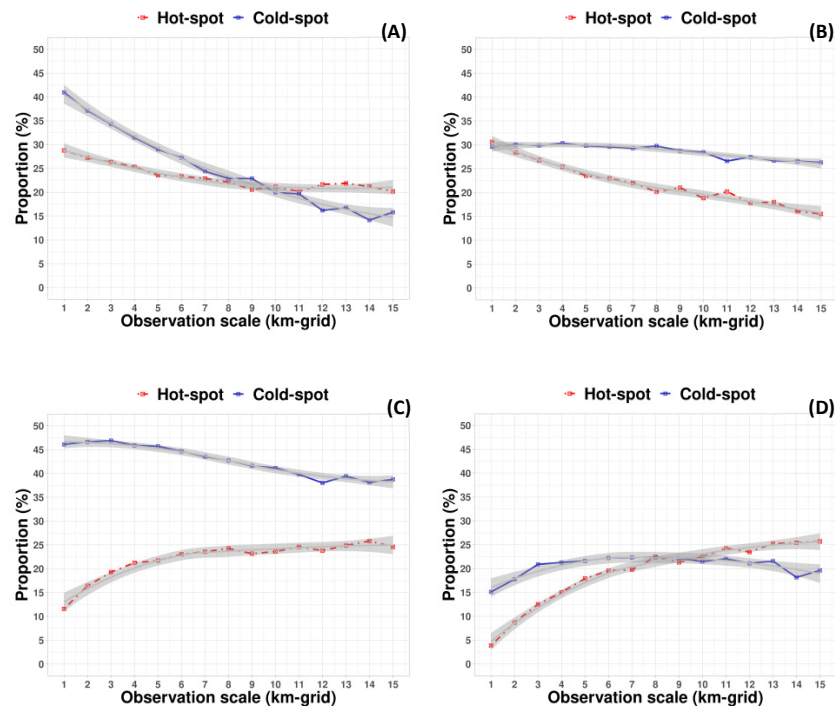 Hot-spot Cold-spot (A)
50
45
40
35
30
25
20
15
10
5
0
Proportion (%)
1 2 3 4 5 6 7 8 9 10 11 12 13 14 15
Observation scale (km-grid)
Hot-spot Cold-spot (B)
50
45
40
35
30
25
20
15
10
5
0
Proportion (%)
1 2 3 4 5 6 7 8 9 10 11 12 13 14 15
Observation scale (km-grid)
Hot-spot Cold-spot (C)
50
45
40
35
30
25
20
15
10
5
0
Proportion (%)
1 2 3 4 5 6 7 8 9 10 11 12 13 14 15
Observation scale (km-grid)
Hot-spot Cold-spot (D)
50
45
40
35
30
25
20
15
10
5
0
Proportion (%)
1 2 3 4 5 6 7 8 9 10 11 12 13 14 15
Observation scale (km-grid)